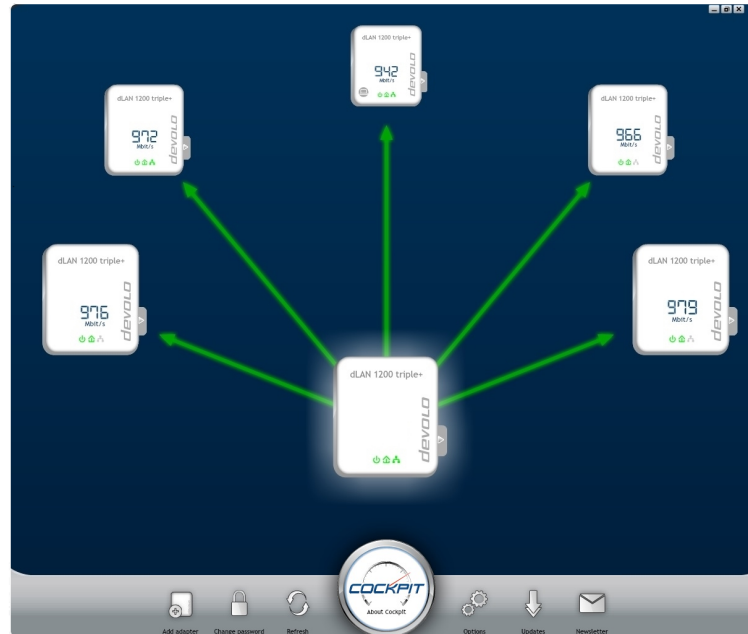 dLAN 1200 triple+
942
Mbit/s
devolo
dLAN 1200 triple+
972
Mbit/s
devolo
dLAN 1200 triple+
966
Mbit/s
devolo
dLAN 1200 triple+
976
Mbit/s
devolo
dLAN 1200 triple+
979
Mbit/s
devolo
dLAN 1200 triple+
devolo
COCKPIT
About Cockpit
Add adapter
Change password
Refresh
Options
Updates
Newsletter